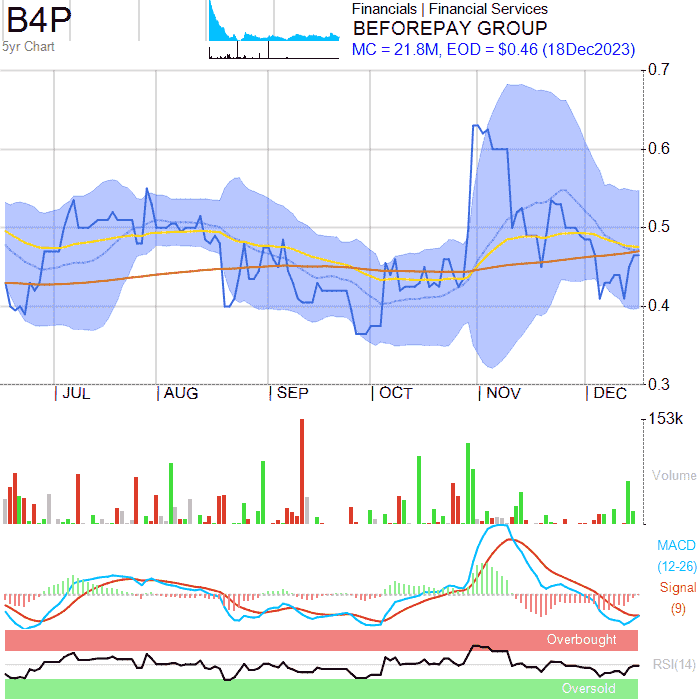 B4P
5yr Chart
Financials | Financial Services
BEFOREPAY GROUP
MC = 21.8M, EOD = $0.46 (18Dec2023)
0.7
0.6
0.5
0.4
0.3
JUL AUG SEP OCT NOV DEC
153k
Volume
MACD
(12-26)
Signal
(9)
Overbought
RSI(14)
Oversold